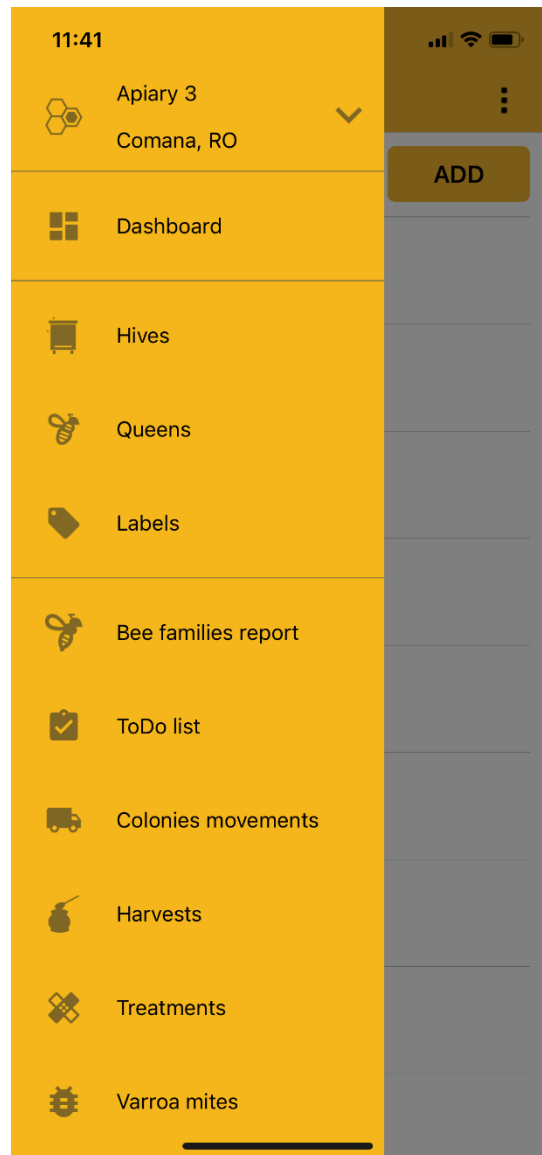 11:41
Apiary 3
Comana, RO
ADD
Dashboard
Hives
Queens
Labels
Bee families report
ToDo list
Colonies movements
Harvests
Treatments
Varroa mites